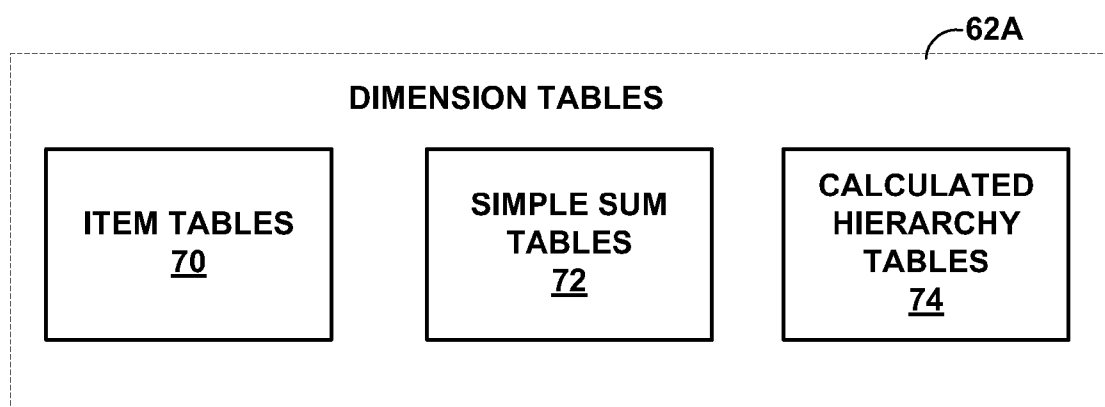 62A
DIMENSION TABLES
ITEM TABLES
70
SIMPLE SUM
TABLES
72
CALCULATED
HIERARCHY
TABLES
74